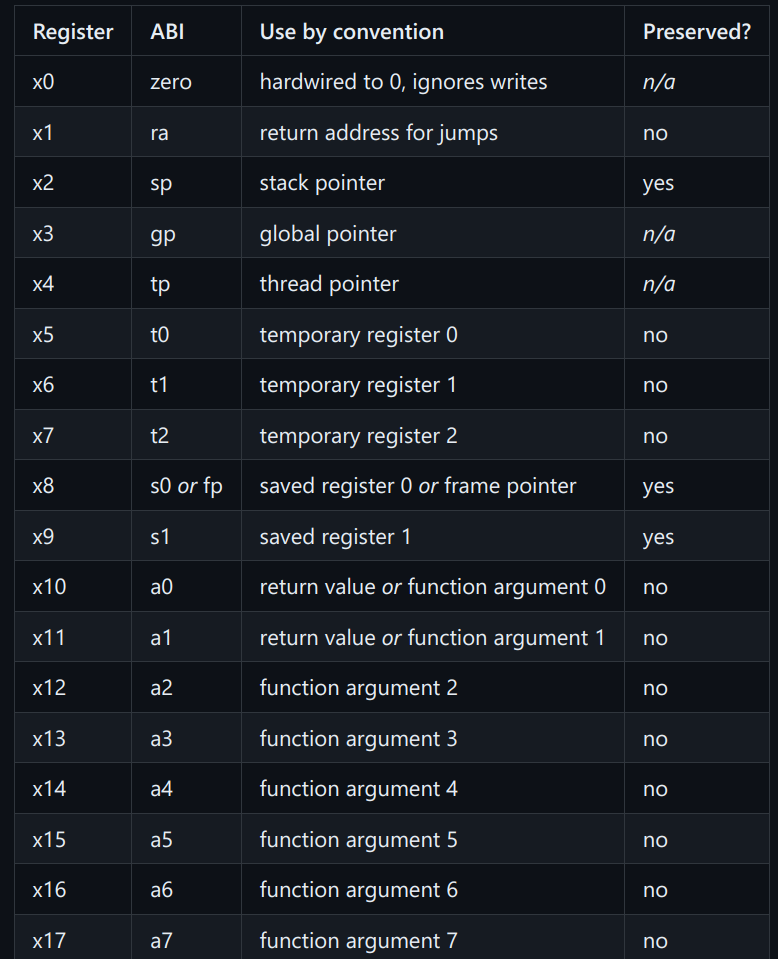 Register ABI Use by convention Preserved?
x0 zero hardwired to 0, ignores writes n/a
x1 ra return address for jumps no
x2 sp stack pointer yes
x3 gp global pointer n/a
x4 tp thread pointer n/a
x5 t0 temporary register 0 no
x6 t1 temporary register 1 no
x7 t2 temporary register 2 no
x8 s0 or fp saved register 0 or frame pointer yes
x9 s1 saved register 1 yes
x10 a0 return value or function argument 0 no
x11 a1 return value or function argument 1 no
x12 a2 function argument 2 no
x13 a3 function argument 3 no
x14 a4 function argument 4 no
x15 a5 function argument 5 no
x16 a6 function argument 6 no
x17 a7 function argument 7 no